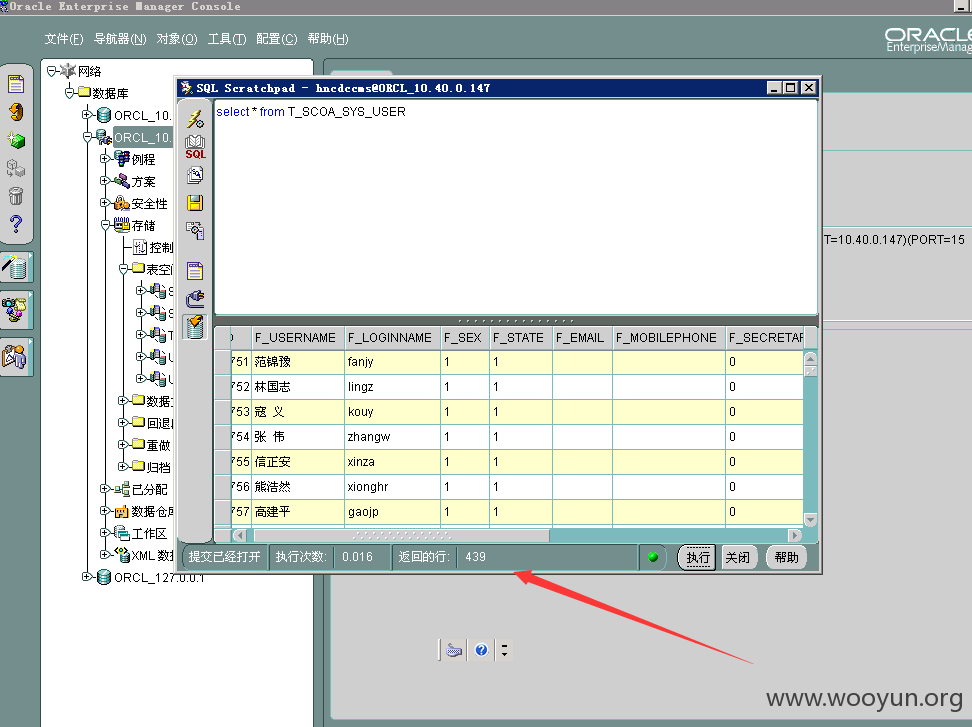 Oracle Enterprise Manager Console
文件(F) 导航器(N) 对象(O) 工具(T) 配置(C) 帮助(H)
ORACLE
EnterpriseManag
网络
数据库
ORCL_10.
ORCL_10.
例程
方案
安全性
存储
控制
表空间
数据文
回退段
重做
归档
已分配
数据仓库
工作区
XML 数据
ORCL_127.0.0.1
SQL Scratchpad - hncdccms@ORCL_10.40.0.147
SQL
select * from T_SCOA_SYS_USER
T=10.40.0.147)(PORT=15
F_USERNAME F_LOGINNAME F_SEX F_STATE F_EMAIL F_MOBILEPHONE F_SECRETAR
751 范锦豫 fanjy 1 1 0
752 林国志 lingz 1 1 0
753 寇 义 kouy 1 1 0
754 张 伟 zhangw 1 1 0
755 信正安 xinza 1 1 0
756 熊浩然 xionghr 1 1 0
757 高建平 gaojp 1 1 0
提交已经打开 执行次数: 0.016 返回的行: 439
执行 关闭 帮助
www.wooyun.org